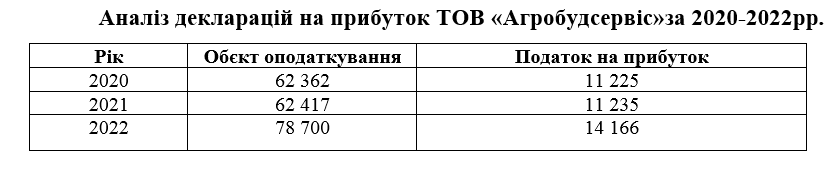 Аналіз декларацій на прибуток ТОВ «Агробудсервіс»за 2020-2022рр.
Рік Обєкт оподаткування Податок на прибуток
2020 62 362 11 225
2021 62 417 11 235
2022 78 700 14 166